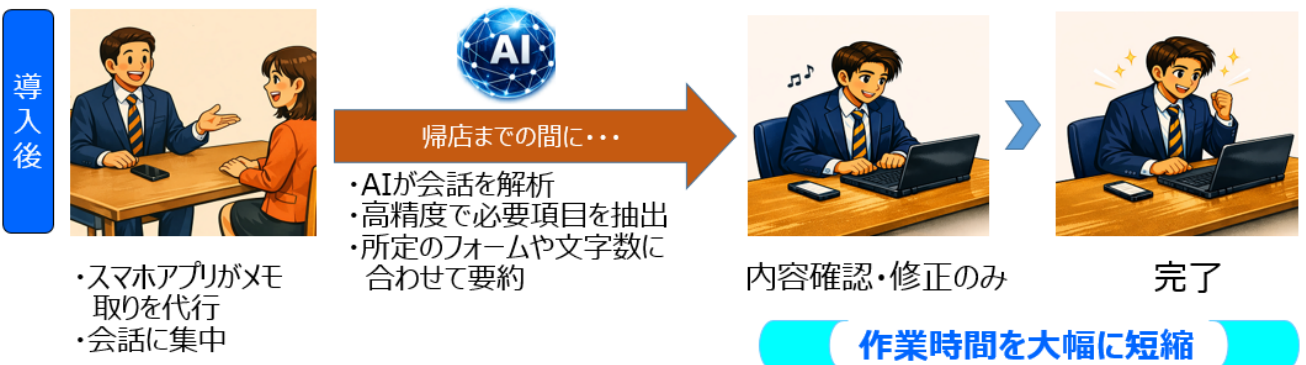 導入後
・スマホアプリがメモ
取りを代行
・会話に集中
AI
帰店までの間に・・・
・AIが会話を解析
・高精度で必要項目を抽出
・所定のフォームや文字数に
合わせて要約
内容確認・修正のみ
完了
作業時間を大幅に短縮